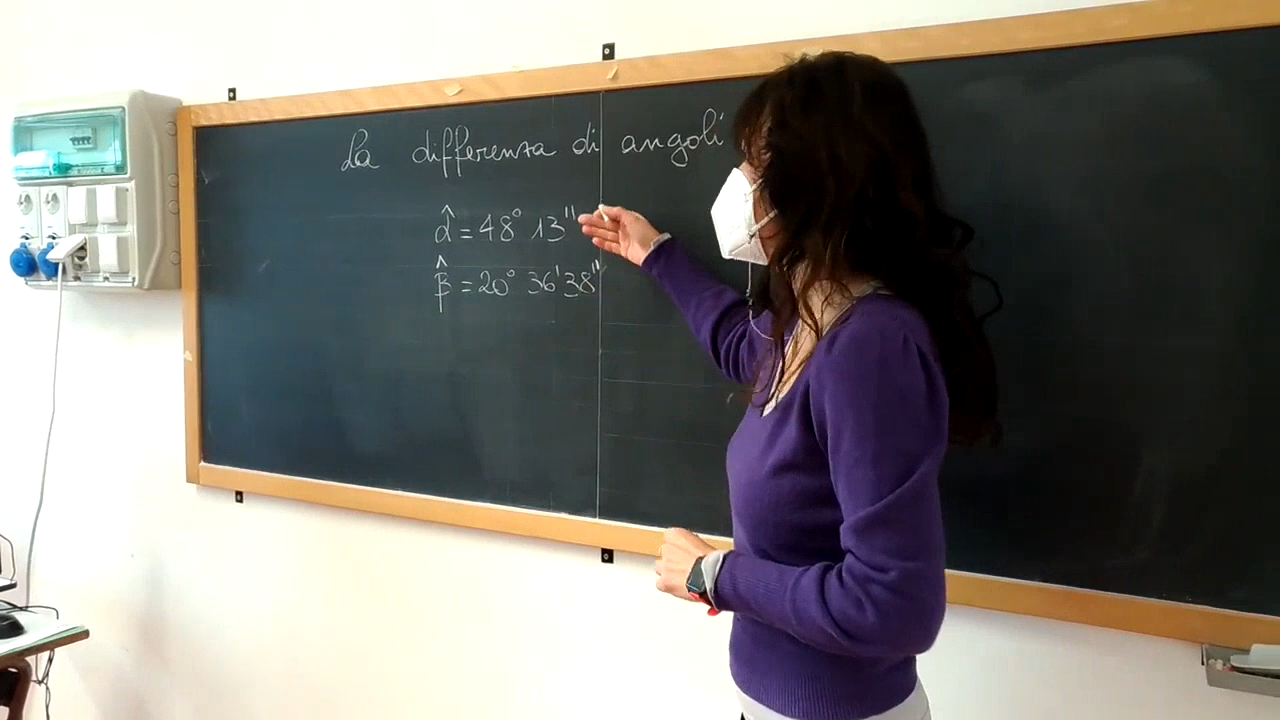 La differenza di angoli
α̂ = 48° 13''
β̂ = 20° 36' 38''